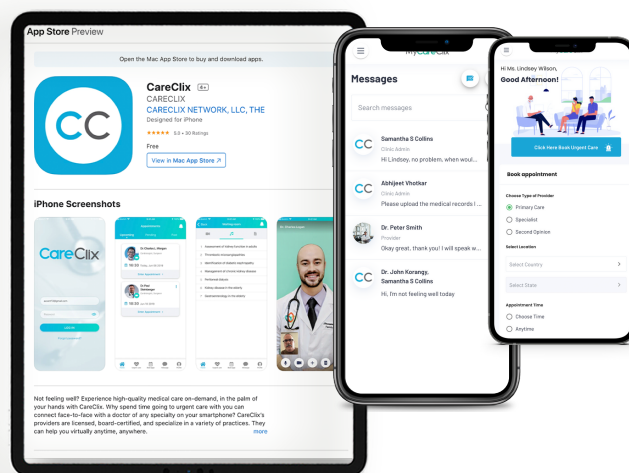 App Store Preview
Open the Mac App Store to buy and download apps.
CC
CareClix 4+
CARECLIX
CARECLIX NETWORK, LLC, THE
Designed for iPhone
★★★★★ 5.0 • 30 Ratings
Free
View in Mac App Store ↗
iPhone Screenshots
CareClix
LOG IN
Appointments
Not feeling well? Experience high-quality medical care on-demand, in the palm of
your hands with CareClix. Why spend time going to urgent care with you can
connect face-to-face with a doctor of any specialty on your smartphone? CareClix's
providers are licensed, board-certified, and specialize in a variety of practices. They
can help you virtually anytime, anywhere.
more
MyCareClix
Messages
Search messages
CC
Samantha S Collins
Clinic Admin
Hi Lindsey, no problem, when woul...
CC
Abhijeet Vhotkar
Clinic Admin
Please upload the medical records I ...
Dr. Peter Smith
Provider
Okay great, thank you! I will speak w...
CC
Dr. John Korangy,
Samantha S Collins
Hi, I'm not feeling well today
Hi Ms. Lindsey Wilson,
Good Afternoon!
Click Here Book Urgent Care
Book appointment
Choose Type of Provider
Primary Care
Specialist
Second Opinion
Select Location
Select Country
Select State
Appointment Time
Choose Time
Anytime